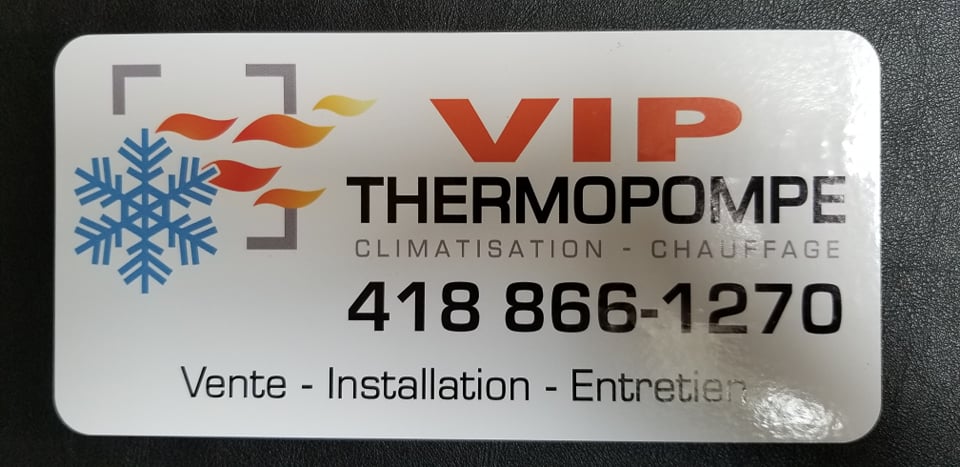 VIP
THERMOPOMPE
CLIMATISATION - CHAUFFAGE
418 866-1270
Vente - Installation - Entretien